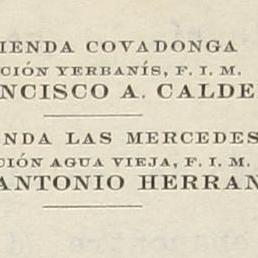 IENDA COVADONGA
CIÓN YERBANÍS, F. I. M.
NCISCO A. CALDE
NDA LAS MERCEDES
CIÓN AGUA VIEJA, F. I. M.
ANTONIO HERRAN